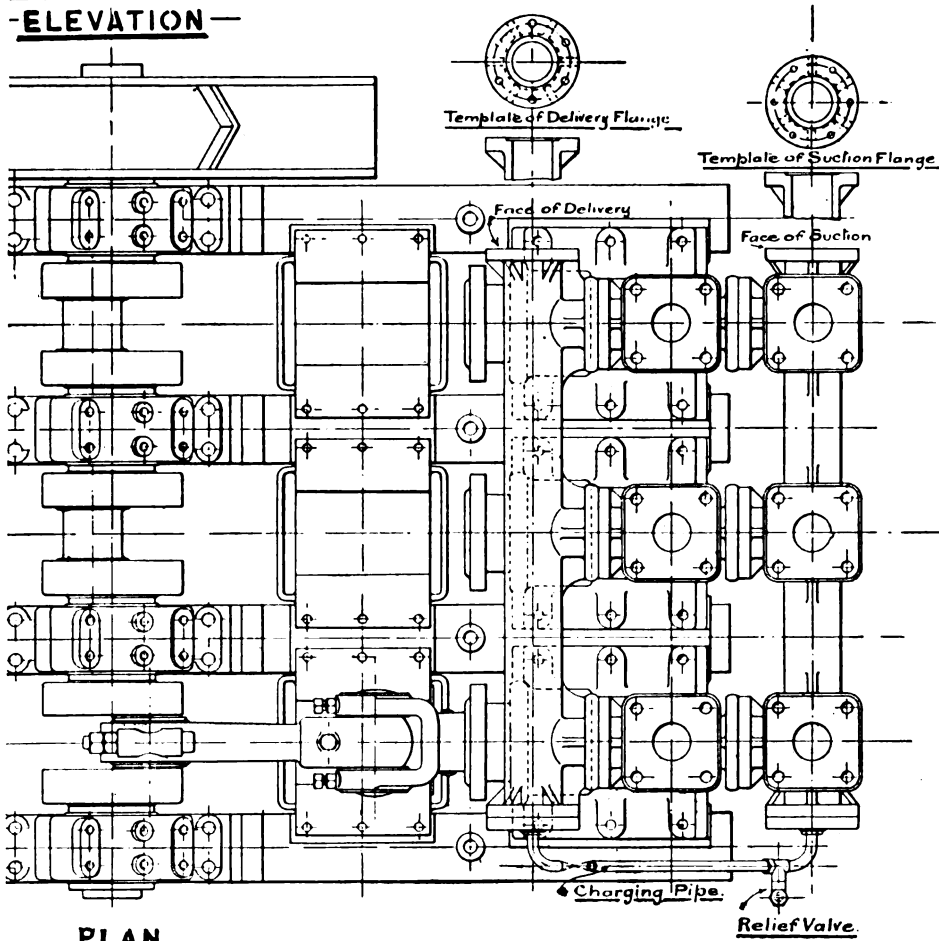 ELEVATION
Template of Delivery Flange
Template of Suction Flange
Face of Delivery
Face of Suction
Charging Pipe.
Relief Valve.
PLAN